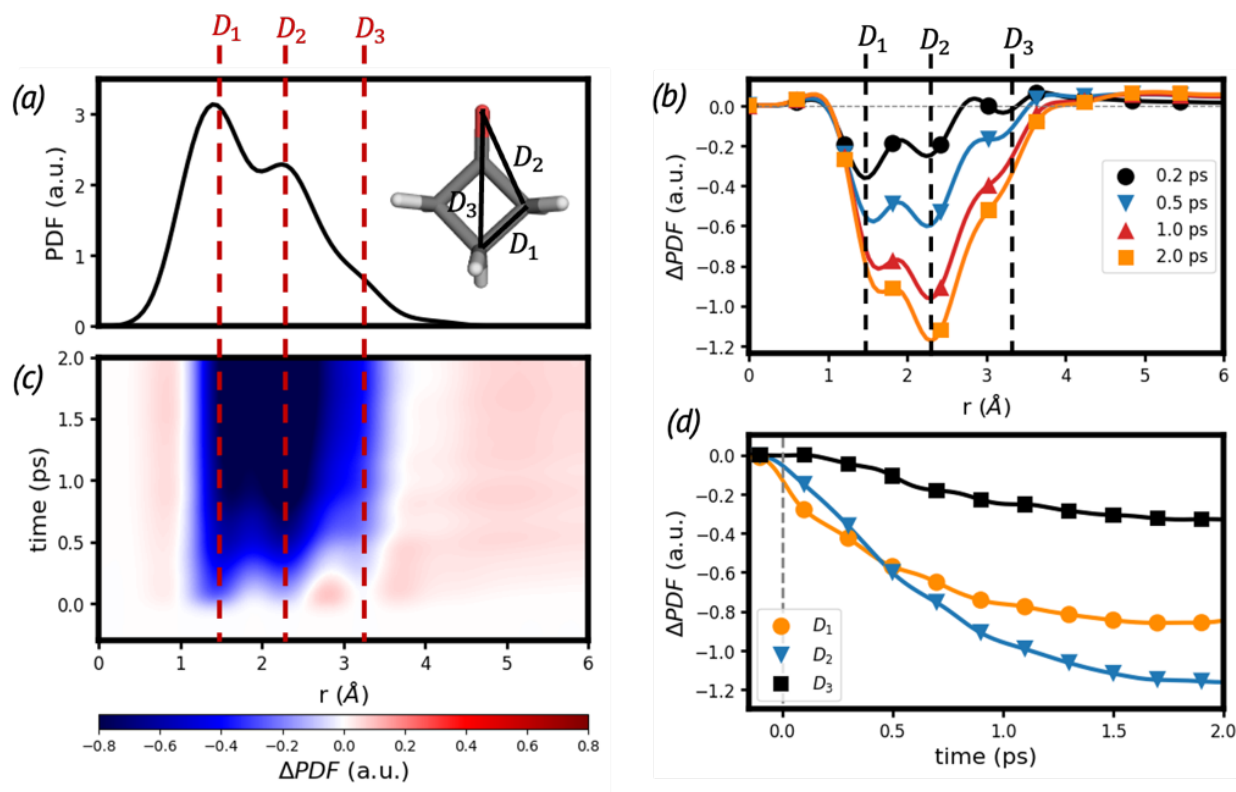 D₁ D₂ D₃
(a)
3
2
1
0
PDF (a.u.)
D₂
D₃
D₁
(c)
2.0
1.5
1.0
0.5
0.0
time (ps)
0 1 2 3 4 5 6
r (Å)
−0.8 −0.6 −0.4 −0.2 0.0 0.2 0.4 0.6 0.8
ΔPDF (a.u.)
D₁ D₂ D₃
(b)
0.0
−0.2
−0.4
−0.6
−0.8
−1.0
−1.2
ΔPDF (a.u.)
0.2 ps
0.5 ps
1.0 ps
2.0 ps
0 1 2 3 4 5 6
r (Å)
(d)
0.0
−0.2
−0.4
−0.6
−0.8
−1.0
−1.2
ΔPDF (a.u.)
D₁
D₂
D₃
0.0 0.5 1.0 1.5 2.0
time (ps)